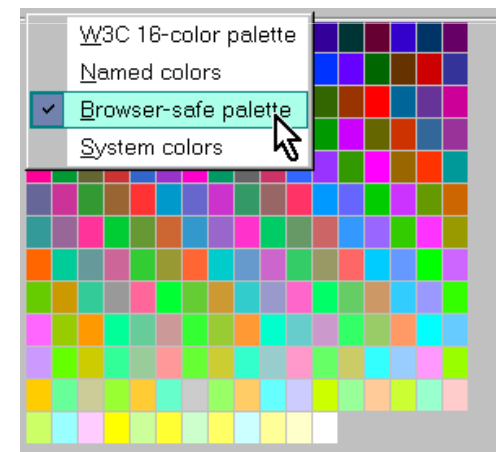 W3C 16-color palette
Named colors
Browser-safe palette
System colors